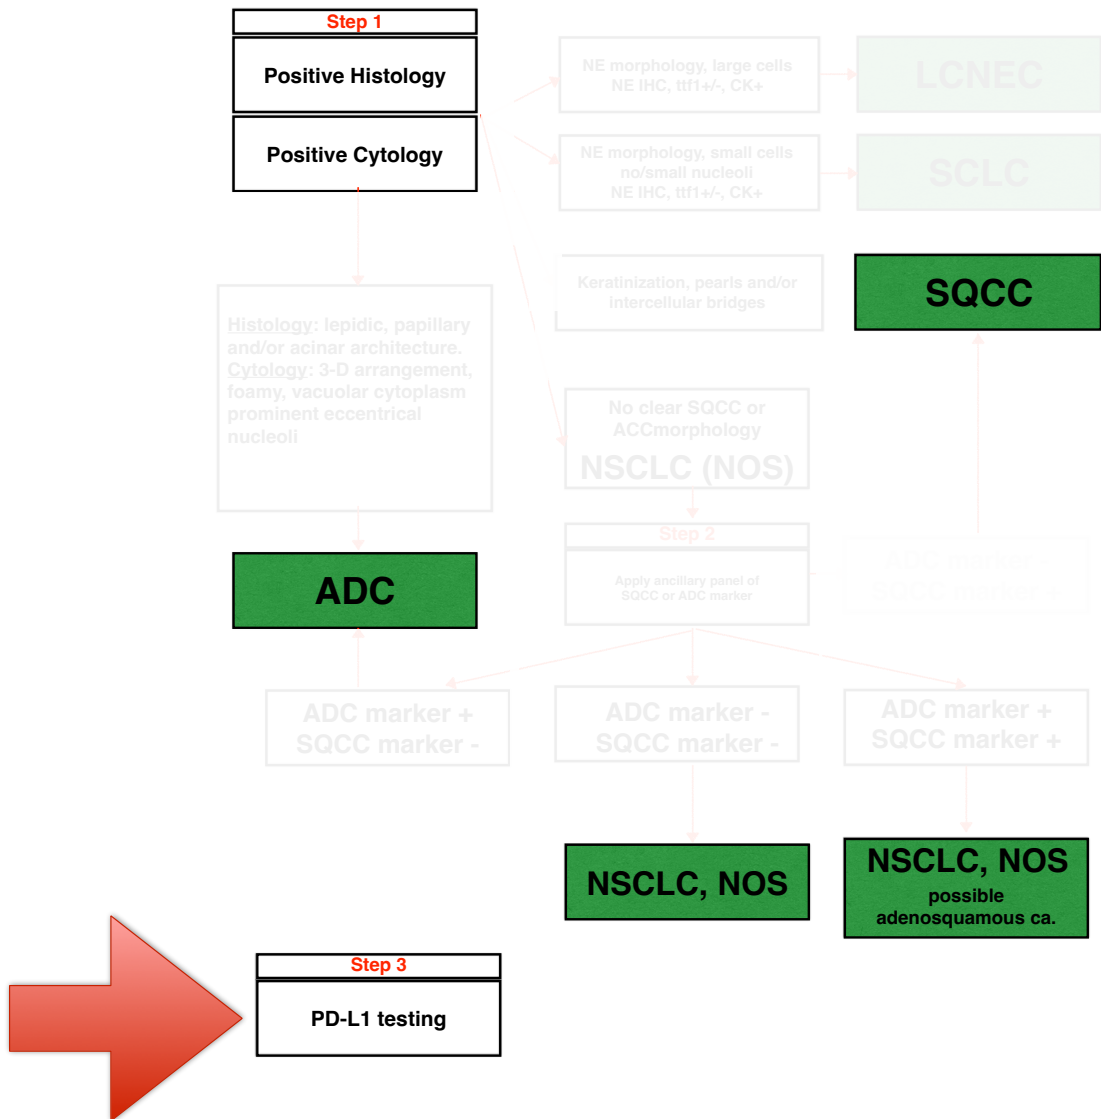 Step 1
Positive Histology
Positive Cytology
NE morphology, large cells
NE IHC, ttf1+/-, CK+
LCNEC
NE morphology, small cells
no/small nucleoli
NE IHC, ttf1+/-, CK+
SCLC
Keratinization, pearls and/or
intercellular bridges
SQCC
Histology: lepidic, papillary
and/or acinar architecture.
Cytology: 3-D arrangement,
foamy, vacuolar cytoplasm
prominent eccentrical
nucleoli
No clear SQCC or
ACCmorphology
NSCLC (NOS)
Step 2
Apply ancillary panel of
SQCC or ADC marker
ADC marker -
SQCC marker +
ADC
ADC marker +
SQCC marker -
ADC marker -
SQCC marker -
ADC marker +
SQCC marker +
NSCLC, NOS
NSCLC, NOS
possible
adenosquamous ca.
Step 3
PD-L1 testing